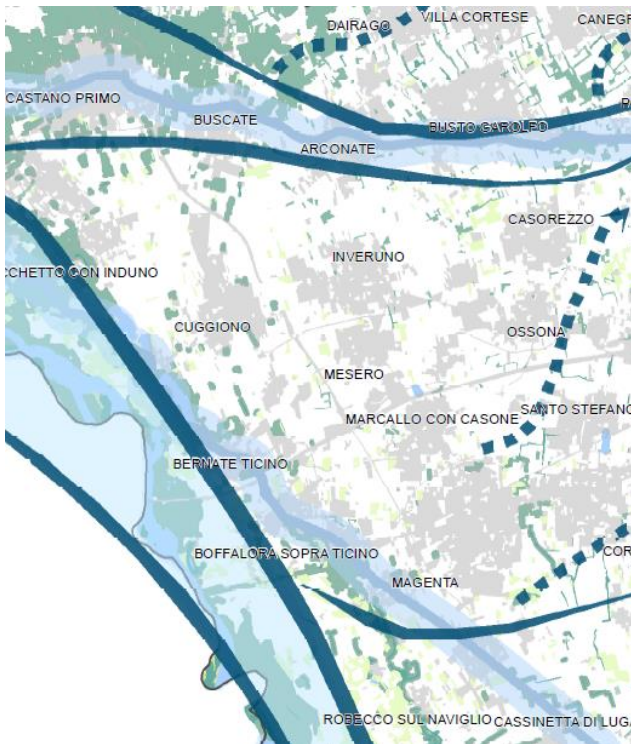 DAIRAGO
VILLA CORTESE
CANEGR
CASTANO PRIMO
BUSCATE
BUSTO GAROLFO
ARCONATE
CASOREZZO
INVERUNO
CCHETTO CON INDUNO
CUGGIONO
OSSONA
MESERO
MARCALLO CON CASONE
SANTO STEFANO
BERNATE TICINO
BOFFALORA SOPRA TICINO
COR
MAGENTA
ROBECCO SUL NAVIGLIO
CASSINETTA DI LUGA